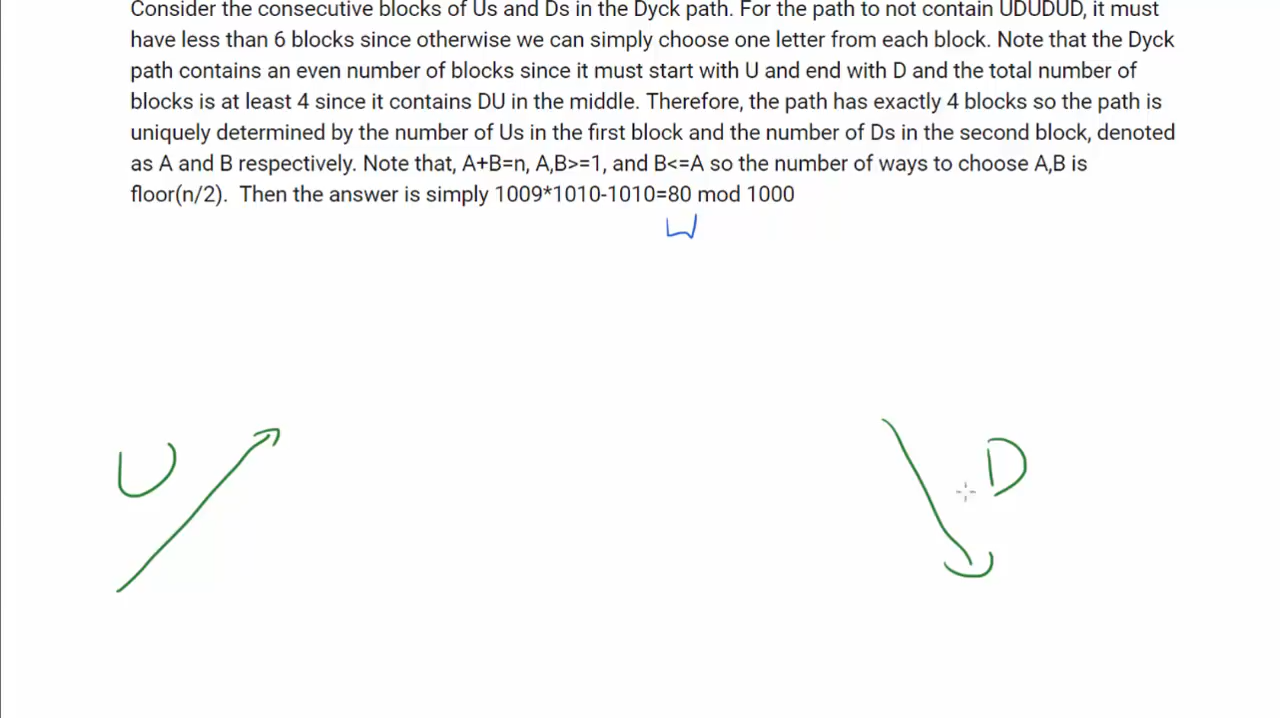 Consider the consecutive blocks of Us and Ds in the Dyck path. For the path to not contain UDUDUD, it must
have less than 6 blocks since otherwise we can simply choose one letter from each block. Note that the Dyck
path contains an even number of blocks since it must start with U and end with D and the total number of
blocks is at least 4 since it contains DU in the middle. Therefore, the path has exactly 4 blocks so the path is
uniquely determined by the number of Us in the first block and the number of Ds in the second block, denoted
as A and B respectively. Note that, A+B=n, A,B>=1, and B<=A so the number of ways to choose A,B is
floor(n/2). Then the answer is simply 1009*1010-1010=80 mod 1000
U
D